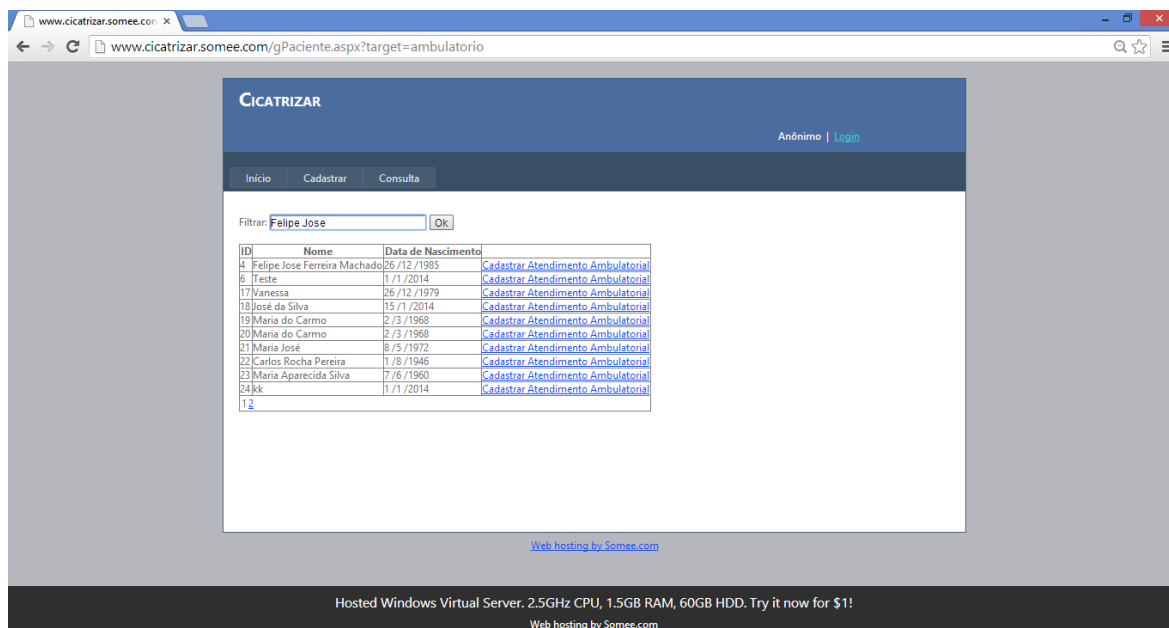 www.cicatrizar.somee.con
www.cicatrizar.somee.com/gPaciente.aspx?target=ambulatorio
CICATRIZAR
Anônimo | Login
Início Cadastrar Consulta
Filtrar: Felipe Jose Ok
ID Nome Data de Nascimento
4 Felipe Jose Ferreira Machado 26 /12 /1985 Cadastrar Atendimento Ambulatorial
6 Teste 1 /1 /2014 Cadastrar Atendimento Ambulatorial
17 Vanessa 26 /12 /1979 Cadastrar Atendimento Ambulatorial
18 José da Silva 15 /1 /2014 Cadastrar Atendimento Ambulatorial
19 Maria do Carmo 2 /3 /1968 Cadastrar Atendimento Ambulatorial
20 Maria do Carmo 2 /3 /1968 Cadastrar Atendimento Ambulatorial
21 Maria José 8 /5 /1972 Cadastrar Atendimento Ambulatorial
22 Carlos Rocha Pereira 1 /8 /1946 Cadastrar Atendimento Ambulatorial
23 Maria Aparecida Silva 7 /6 /1960 Cadastrar Atendimento Ambulatorial
24 kk 1 /1 /2014 Cadastrar Atendimento Ambulatorial
1 2
Web hosting by Somee.com
Hosted Windows Virtual Server. 2.5GHz CPU, 1.5GB RAM, 60GB HDD. Try it now for $1!
Web hosting by Somee.com